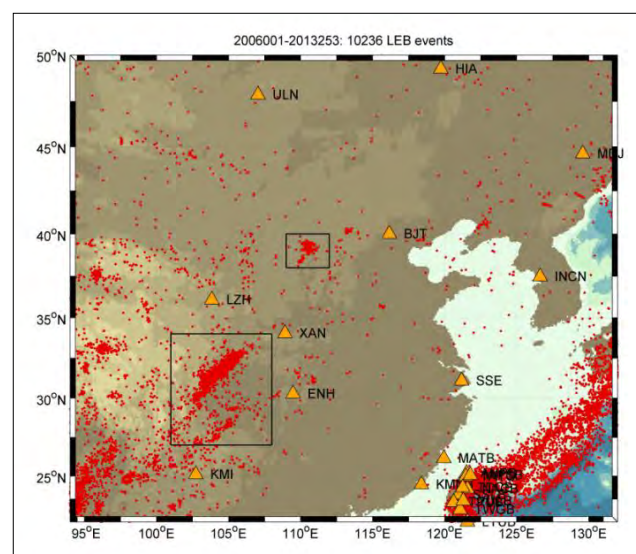 2006001-2013253: 10236 LEB events
50°N
HIA
ULN
45°N
MDJ
40°N
BJT
INCN
LZH
35°N
XAN
SSE
30°N
ENH
MATB
25°N
KMI
TWGB
95°E
100°E
105°E
110°E
115°E
120°E
125°E
130°E